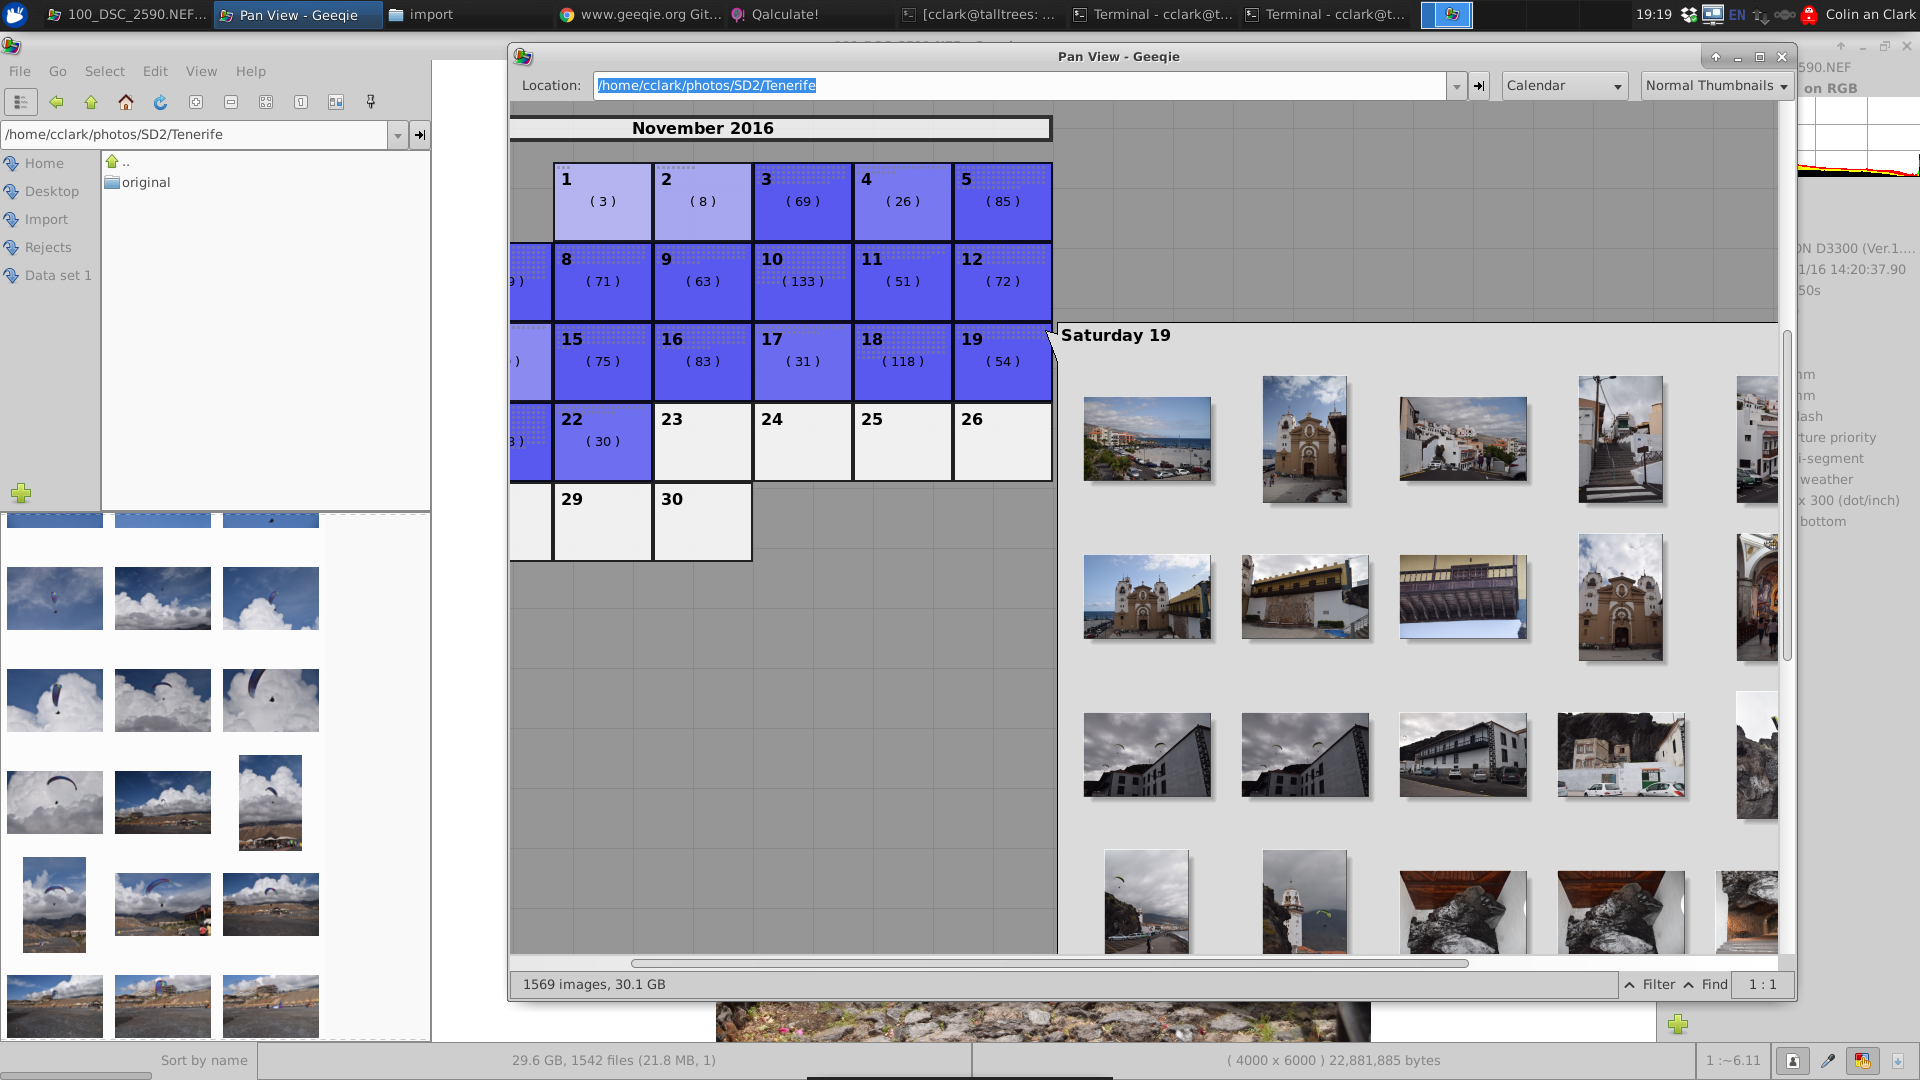 100_DSC_2590.NEF...
Pan View - Geeqie
import
www.geeqie.org Git...
Qalculate!
[cclark@talltrees: ...
Terminal - cclark@t...
Terminal - cclark@t...
19:19
EN
Colin an Clark
Pan View - Geeqie
File Go Select Edit View Help
Location: /home/cclark/photos/SD2/Tenerife
Calendar
Normal Thumbnails
/home/cclark/photos/SD2/Tenerife
Home
Desktop
Import
Rejects
Data set 1
..
original
November 2016
1 2 3 4 5
( 3 ) ( 8 ) ( 69 ) ( 26 ) ( 85 )
8 9 10 11 12
9 ) ( 71 ) ( 63 ) ( 133 ) ( 51 ) ( 72 )
15 16 17 18 19
) ( 75 ) ( 83 ) ( 31 ) ( 118 ) ( 54 )
22 23 24 25 26
3 ) ( 30 )
29 30
Saturday 19
590.NEF
on RGB
ON D3300 (Ver.1....
1/16 14:20:37.90
50s
mm
mm
lash
rture priority
i-segment
weather
x 300 (dot/inch)
bottom
1569 images, 30.1 GB
Filter Find 1 : 1
Sort by name
29.6 GB, 1542 files (21.8 MB, 1)
( 4000 x 6000 ) 22,881,885 bytes
1 :~6.11